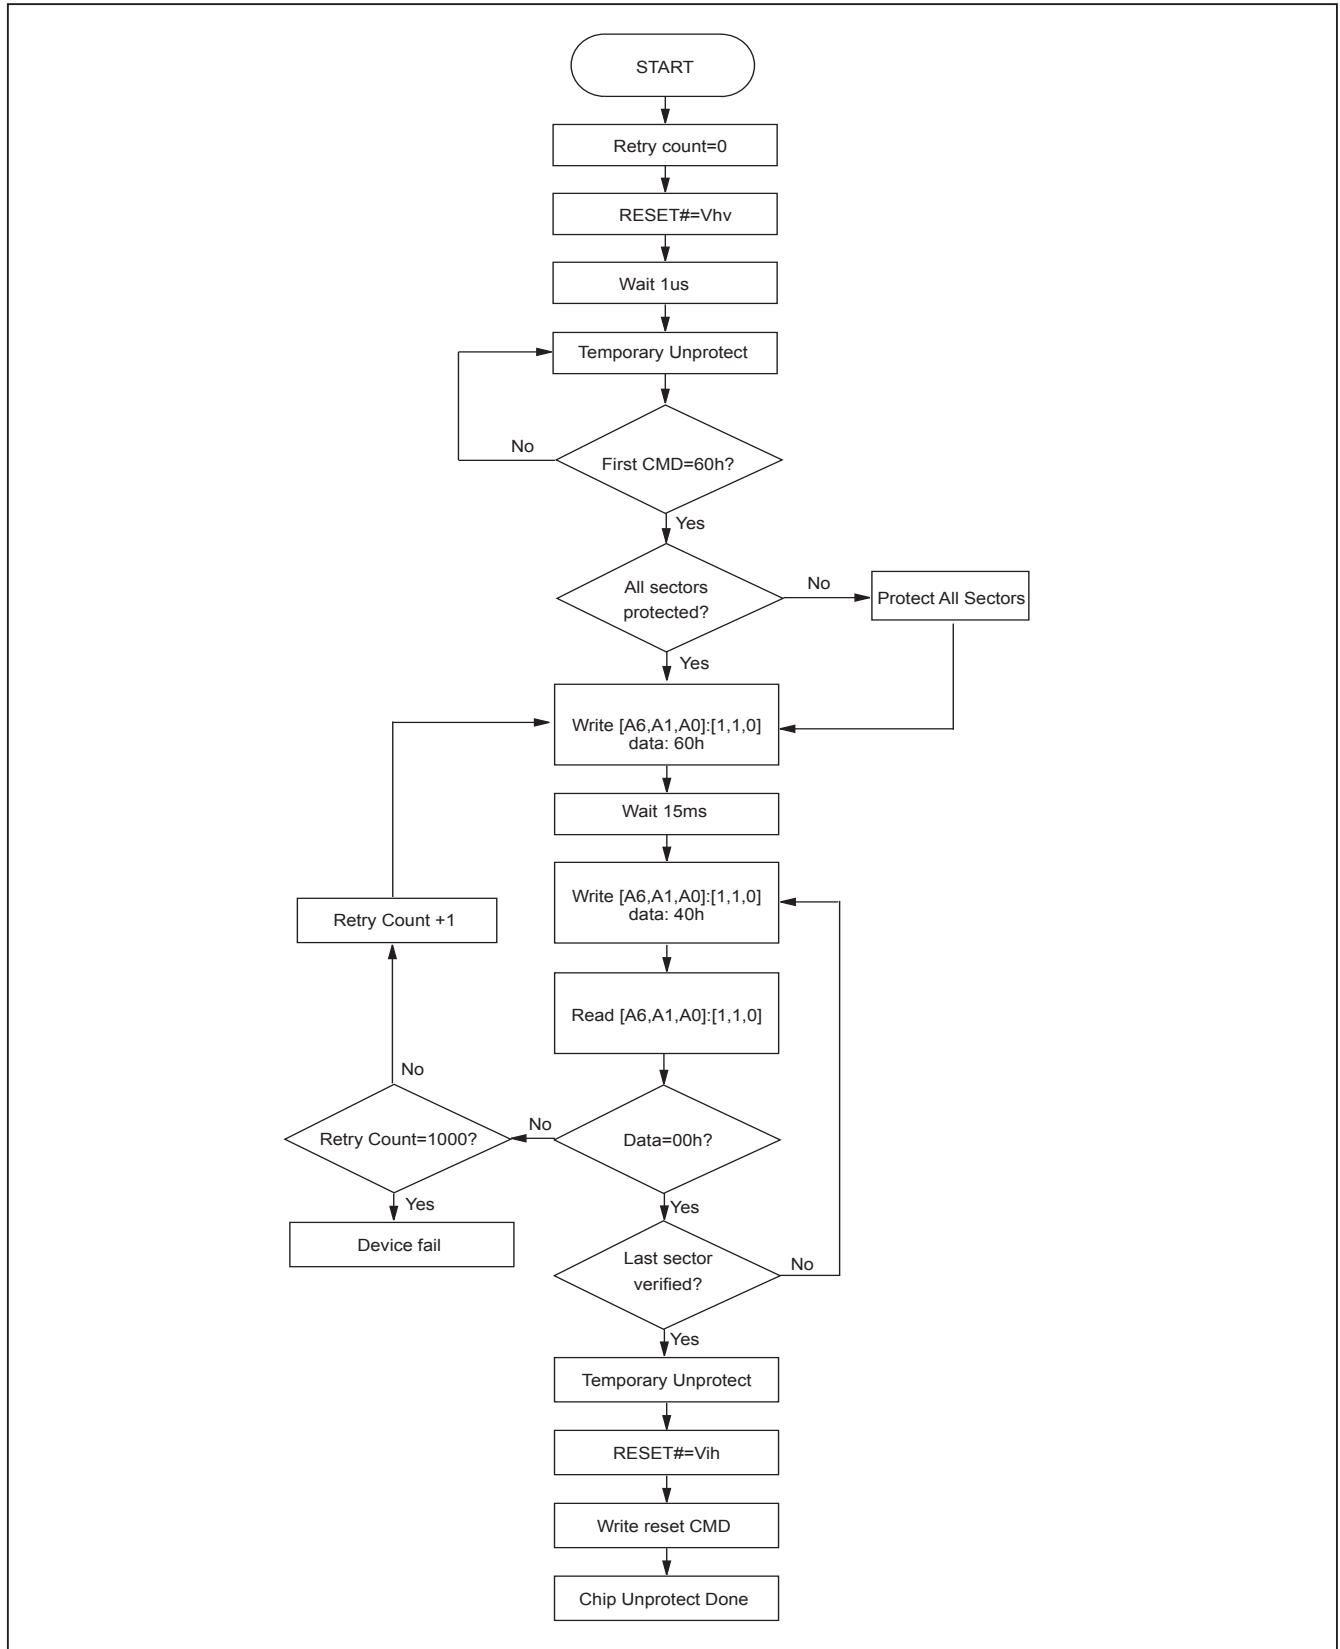 START
Retry count=0
RESET#=Vhv
Wait 1us
Temporary Unprotect
No
First CMD=60h?
Yes
All sectors
protected?
No
Protect All Sectors
Yes
Write [A6,A1,A0]:[1,1,0]
data: 60h
Wait 15ms
Write [A6,A1,A0]:[1,1,0]
data: 40h
Retry Count +1
Read [A6,A1,A0]:[1,1,0]
No
Retry Count=1000?
No
Data=00h?
Yes
Yes
Device fail
Last sector
verified?
No
Yes
Temporary Unprotect
RESET#=Vih
Write reset CMD
Chip Unprotect Done